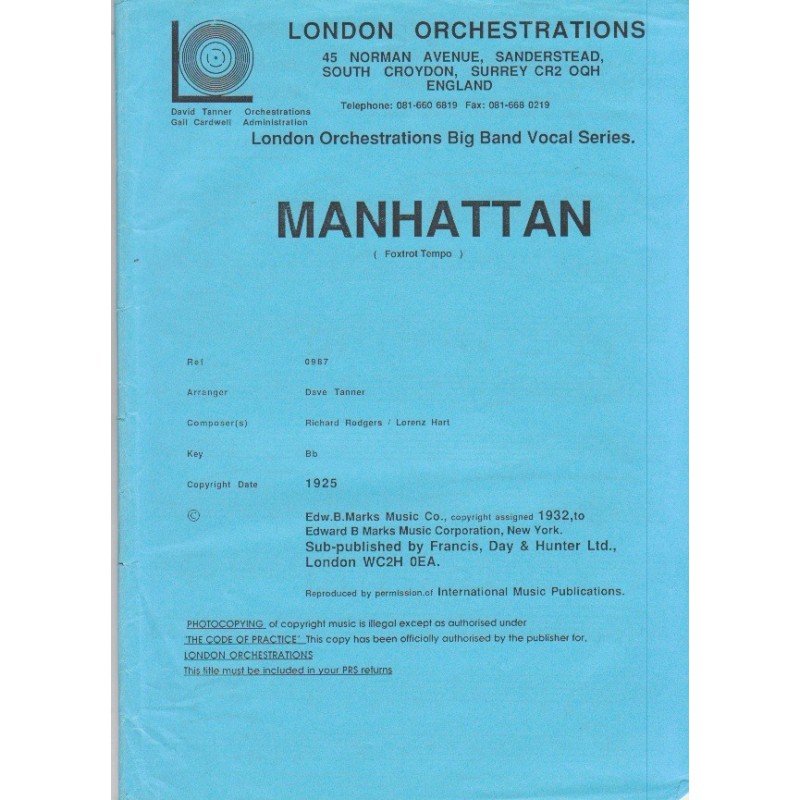 LONDON ORCHESTRATIONS
45 NORMAN AVENUE, SANDERSTEAD,
SOUTH CROYDON, SURREY CR2 OQH
ENGLAND
Telephone: 081-660 6819 Fax: 081-668 0219
David Tanner Orchestrations
Gail Cardwell Administration
London Orchestrations Big Band Vocal Series.
MANHATTAN
( Foxtrot Tempo )
Ref 0967
Arranger Dave Tanner
Composer(s) Richard Rodgers / Lorenz Hart
Key Bb
Copyright Date 1925
© Edw.B.Marks Music Co., copyright assigned 1932,to
Edward B Marks Music Corporation, New York.
Sub-published by Francis, Day & Hunter Ltd.,
London WC2H 0EA.
Reproduced by permission.of International Music Publications.
PHOTOCOPYING of copyright music is illegal except as authorised under
'THE CODE OF PRACTICE' This copy has been officially authorised by the publisher for,
LONDON ORCHESTRATIONS
This title must be included in your PRS returns